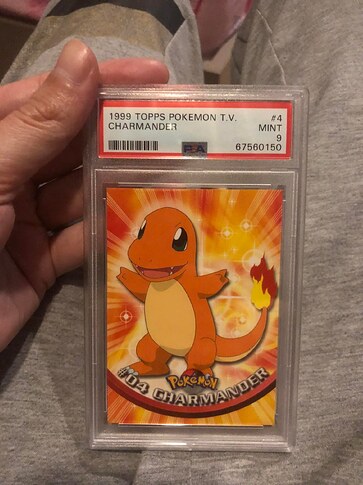 1999 TOPPS POKEMON T.V. #4
CHARMANDER MINT
9
PSA 67560150
POKéMON
#04 CHARMANDER